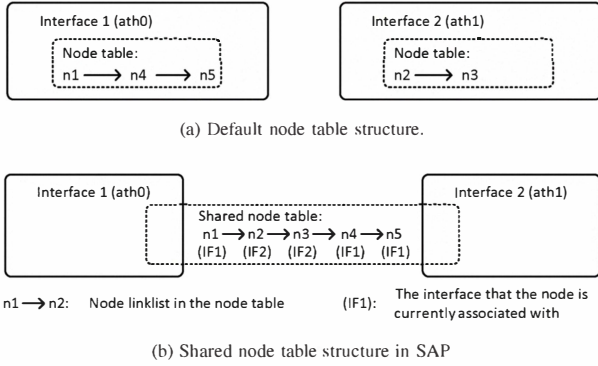 Interface 1 (ath0)
Node table:
n1 → n4 → n5
Interface 2 (ath1)
Node table:
n2 → n3
(a) Default node table structure.
Interface 1 (ath0)
Shared node table:
n1 → n2 → n3 → n4 → n5
(IF1) (IF2) (IF2) (IF1) (IF1)
Interface 2 (ath1)
n1 → n2: Node linklist in the node table
(IF1): The interface that the node is
currently associated with
(b) Shared node table structure in SAP